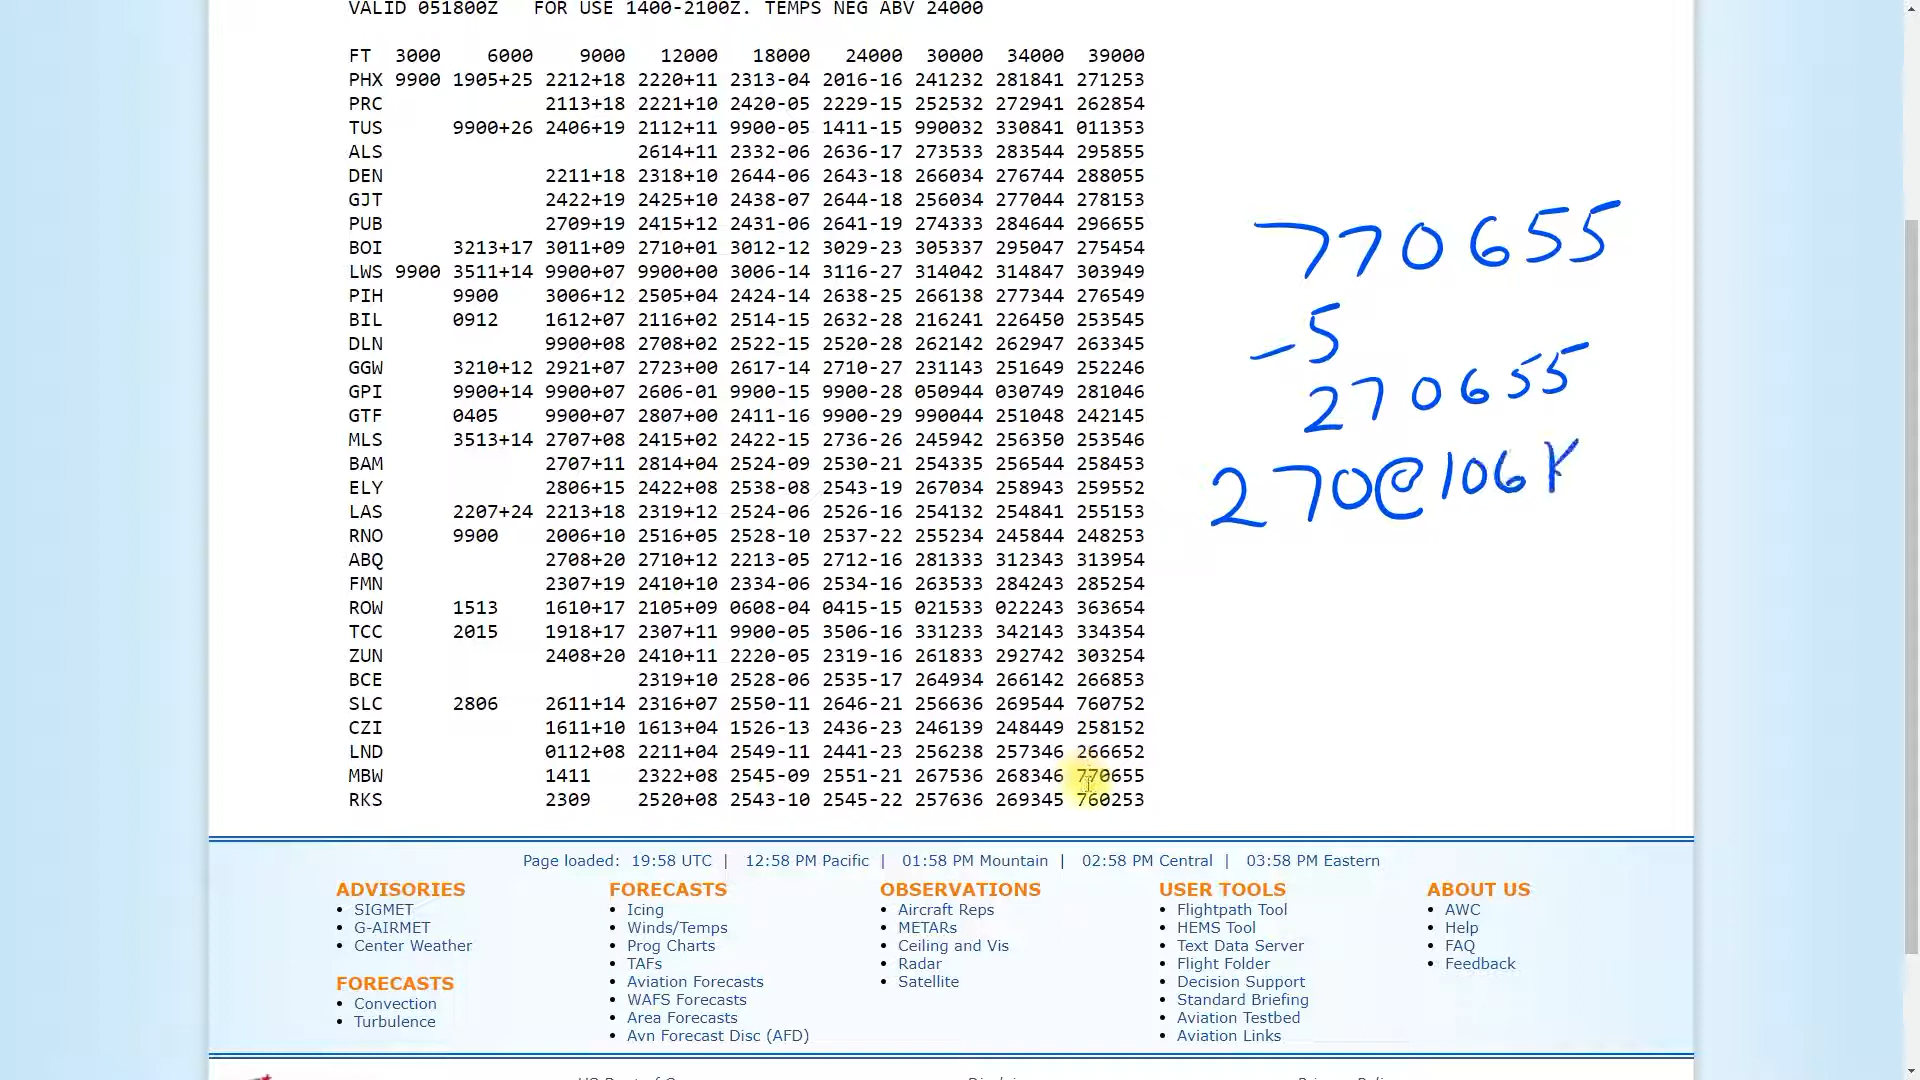 VALID 051800Z   FOR USE 1400-2100Z. TEMPS NEG ABV 24000
FT  3000    6000    9000   12000   18000   24000  30000  34000  39000
PHX 9900 1905+25 2212+18 2220+11 2313-04 2016-16 241232 281841 271253
PRC              2113+18 2221+10 2420-05 2229-15 252532 272941 262854
TUS      9900+26 2406+19 2112+11 9900-05 1411-15 990032 330841 011353
ALS                      2614+11 2332-06 2636-17 273533 283544 295855
DEN              2211+18 2318+10 2644-06 2643-18 266034 276744 288055
GJT              2422+19 2425+10 2438-07 2644-18 256034 277044 278153
PUB              2709+19 2415+12 2431-06 2641-19 274333 284644 296655
BOI      3213+17 3011+09 2710+01 3012-12 3029-23 305337 295047 275454
LWS 9900 3511+14 9900+07 9900+00 3006-14 3116-27 314042 314847 303949
PIH      9900    3006+12 2505+04 2424-14 2638-25 266138 277344 276549
BIL      0912    1612+07 2116+02 2514-15 2632-28 216241 226450 253545
DLN              9900+08 2708+02 2522-15 2520-28 262142 262947 263345
GGW      3210+12 2921+07 2723+00 2617-14 2710-27 231143 251649 252246
GPI      9900+14 9900+07 2606-01 9900-15 9900-28 050944 030749 281046
GTF      0405    9900+07 2807+00 2411-16 9900-29 990044 251048 242145
MLS      3513+14 2707+08 2415+02 2422-15 2736-26 245942 256350 253546
BAM              2707+11 2814+04 2524-09 2530-21 254335 256544 258453
ELY              2806+15 2422+08 2538-08 2543-19 267034 258943 259552
LAS      2207+24 2213+18 2319+12 2524-06 2526-16 254132 254841 255153
RNO      9900    2006+10 2516+05 2528-10 2537-22 255234 245844 248253
ABQ              2708+20 2710+12 2213-05 2712-16 281333 312343 313954
FMN              2307+19 2410+10 2334-06 2534-16 263533 284243 285254
ROW      1513    1610+17 2105+09 0608-04 0415-15 021533 022243 363654
TCC      2015    1918+17 2307+11 9900-05 3506-16 331233 342143 334354
ZUN              2408+20 2410+11 2220-05 2319-16 261833 292742 303254
BCE                      2319+10 2528-06 2535-17 264934 266142 266853
SLC      2806    2611+14 2316+07 2550-11 2646-21 256636 269544 760752
CZI              1611+10 1613+04 1526-13 2436-23 246139 248449 258152
LND              0112+08 2211+04 2549-11 2441-23 256238 257346 266652
MBW              1411    2322+08 2545-09 2551-21 267536 268346 770655
RKS              2309    2520+08 2543-10 2545-22 257636 269345 760253
770655
-5
270655
270@106K
Page loaded: 19:58 UTC | 12:58 PM Pacific | 01:58 PM Mountain | 02:58 PM Central | 03:58 PM Eastern
ADVISORIES
• SIGMET
• G-AIRMET
• Center Weather
FORECASTS
• Convection
• Turbulence
FORECASTS
• Icing
• Winds/Temps
• Prog Charts
• TAFs
• Aviation Forecasts
• WAFS Forecasts
• Area Forecasts
• Avn Forecast Disc (AFD)
OBSERVATIONS
• Aircraft Reps
• METARs
• Ceiling and Vis
• Radar
• Satellite
USER TOOLS
• Flightpath Tool
• HEMS Tool
• Text Data Server
• Flight Folder
• Decision Support
• Standard Briefing
• Aviation Testbed
• Aviation Links
ABOUT US
• AWC
• Help
• FAQ
• Feedback